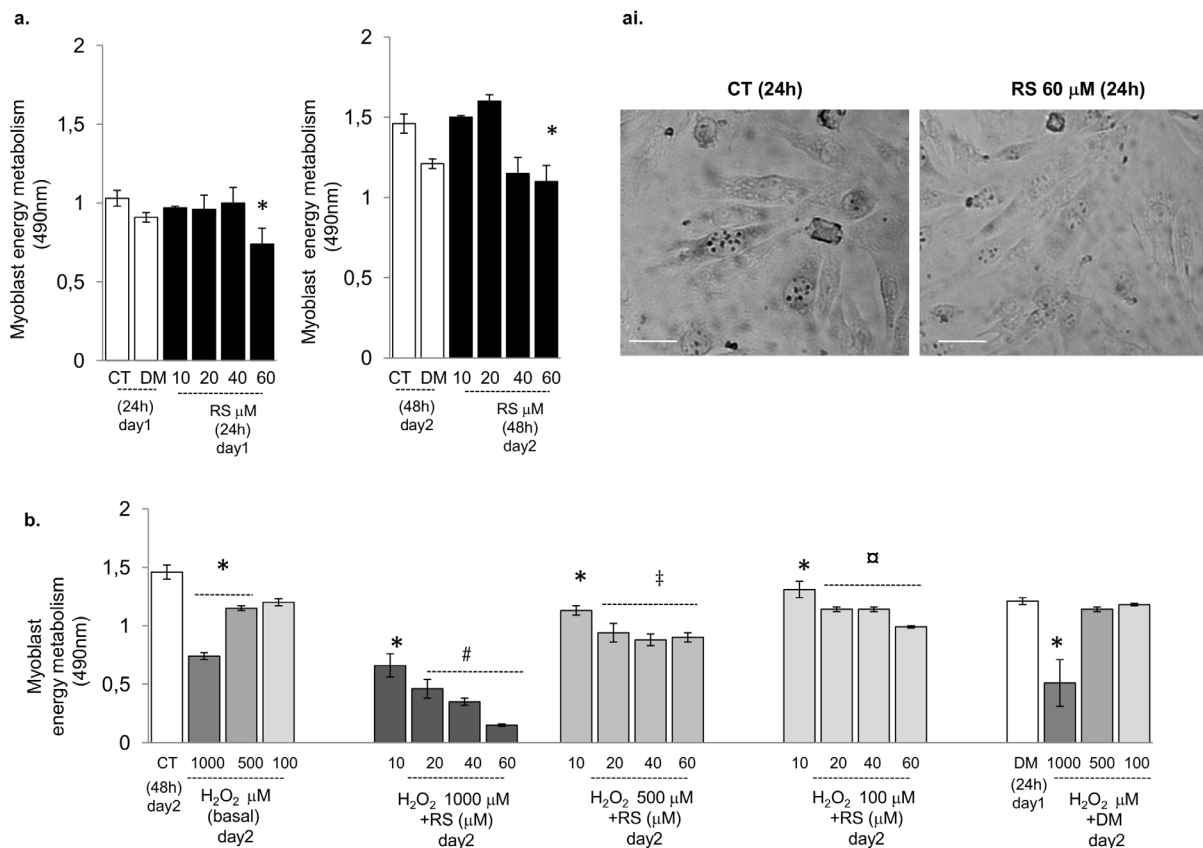 a.
Myoblast energy metabolism
(490nm)
2
1,5
1
0,5
0
*
CT DM 10 20 40 60
(24h)
day1
RS μM
(24h)
day1
Myoblast energy metabolism
(490nm)
2
1,5
1
0,5
0
*
CT DM 10 20 40 60
(48h)
day2
RS μM
(48h)
day2
ai.
CT (24h)
RS 60 μM (24h)
b.
Myoblast
energy metabolism
(490nm)
2
1,5
1
0,5
0
* * # * ‡ * ¤ *
CT 1000 500 100 10 20 40 60 10 20 40 60 10 20 40 60 DM 1000 500 100
(48h)
day2
H₂O₂ μM
(basal)
day2
H₂O₂ 1000 μM
+RS (μM)
day2
H₂O₂ 500 μM
+RS (μM)
day2
H₂O₂ 100 μM
+RS (μM)
day2
(24h)
day1
H₂O₂ μM
+DM
day2